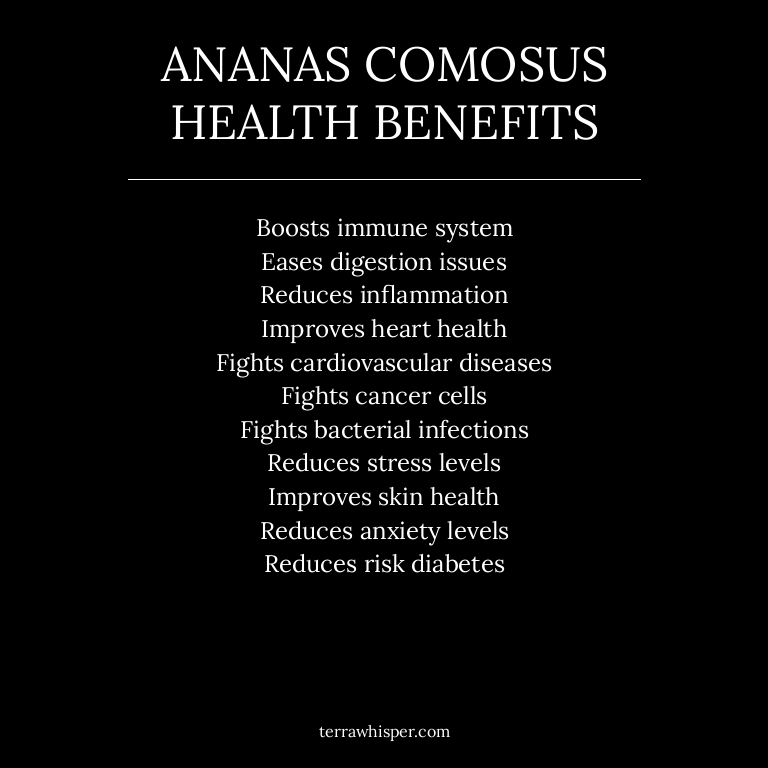 ANANAS COMOSUS
HEALTH BENEFITS
Boosts immune system
Eases digestion issues
Reduces inflammation
Improves heart health
Fights cardiovascular diseases
Fights cancer cells
Fights bacterial infections
Reduces stress levels
Improves skin health
Reduces anxiety levels
Reduces risk diabetes
terrawhisper.com